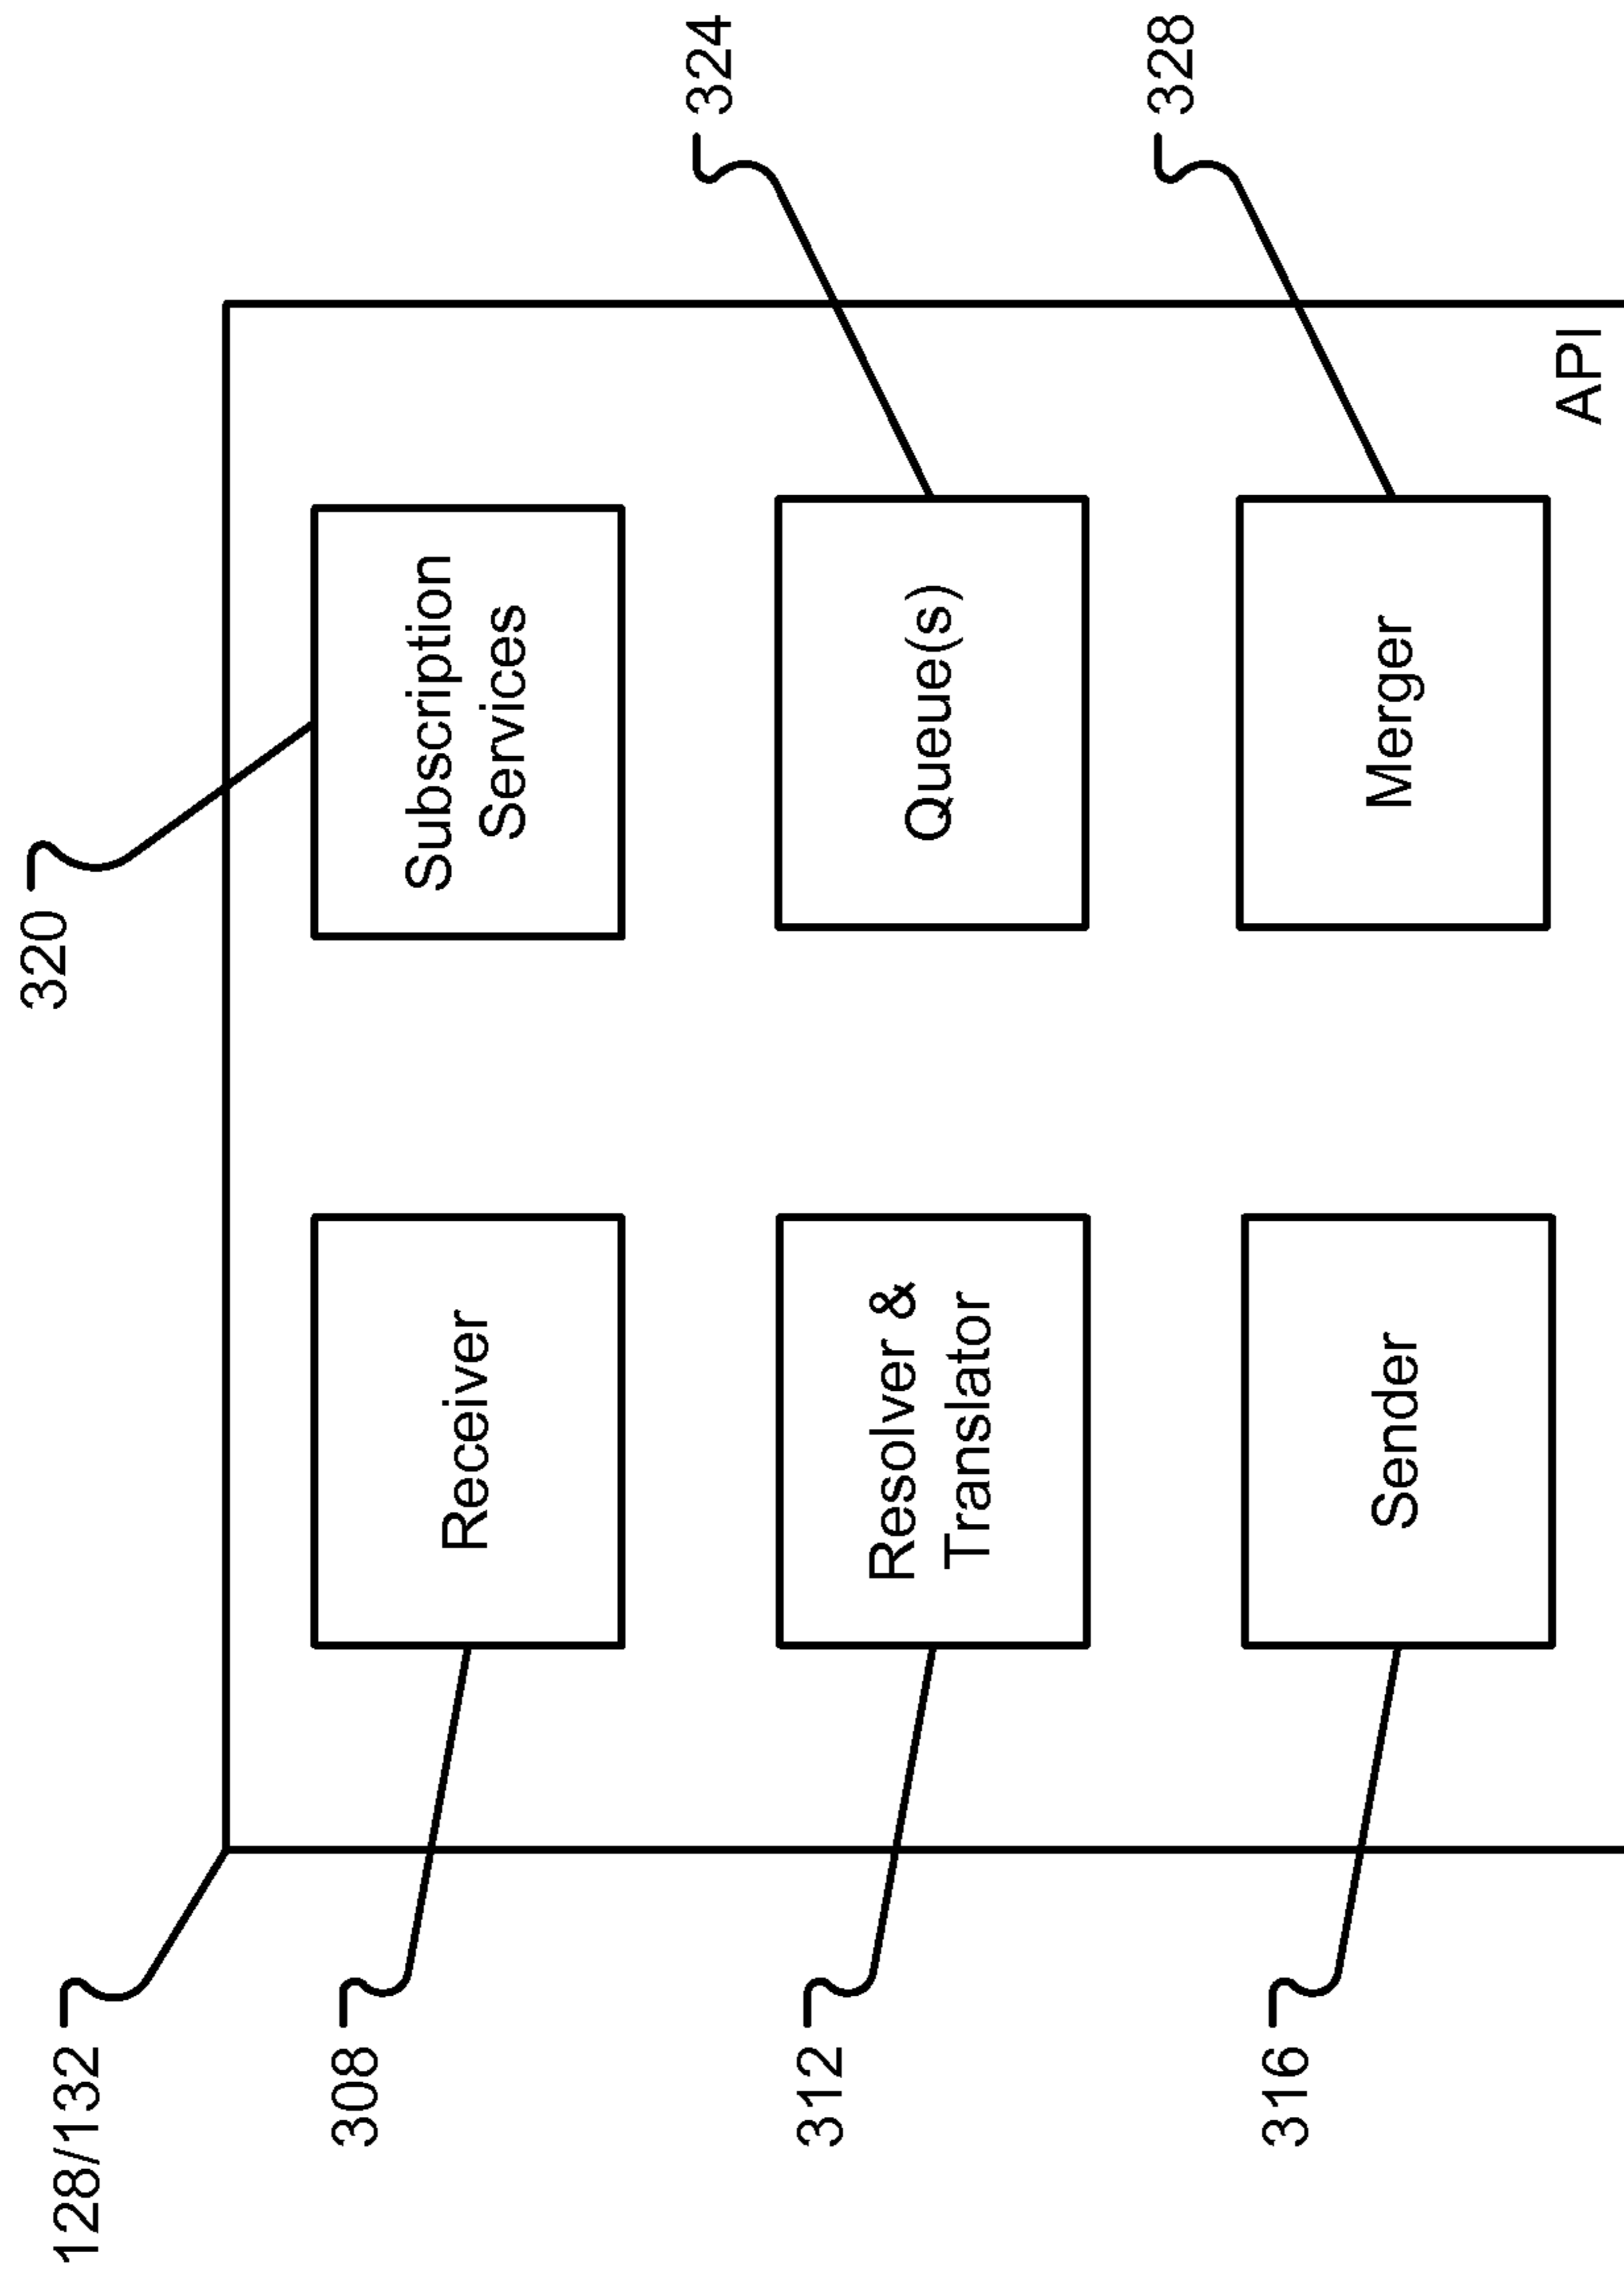 128/132
320
308
Receiver
Subscription
Services
312
Resolver &
Translator
Queue(s)
324
316
Sender
Merger
328
API